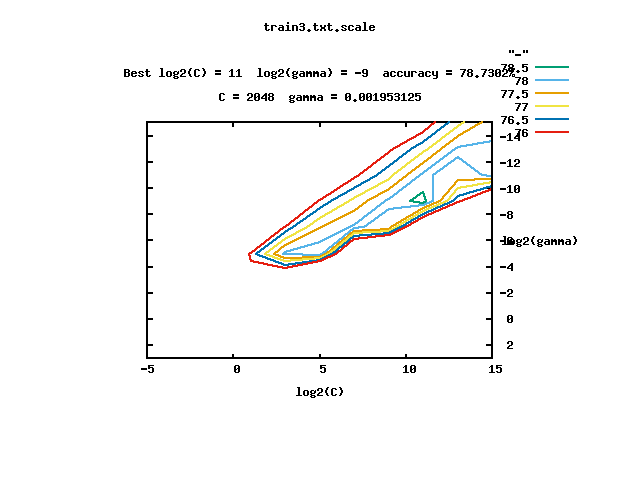 train3.txt.scale
"-"
Best log2(C) = 11 log2(gamma) = -9 accuracy = 78.7302%
78.5
78
C = 2048 gamma = 0.001953125
77.5
77
76.5
76
-14
-12
-10
-8
-6
log2(gamma)
-4
-2
0
2
-5 0 5 10 15
log2(C)